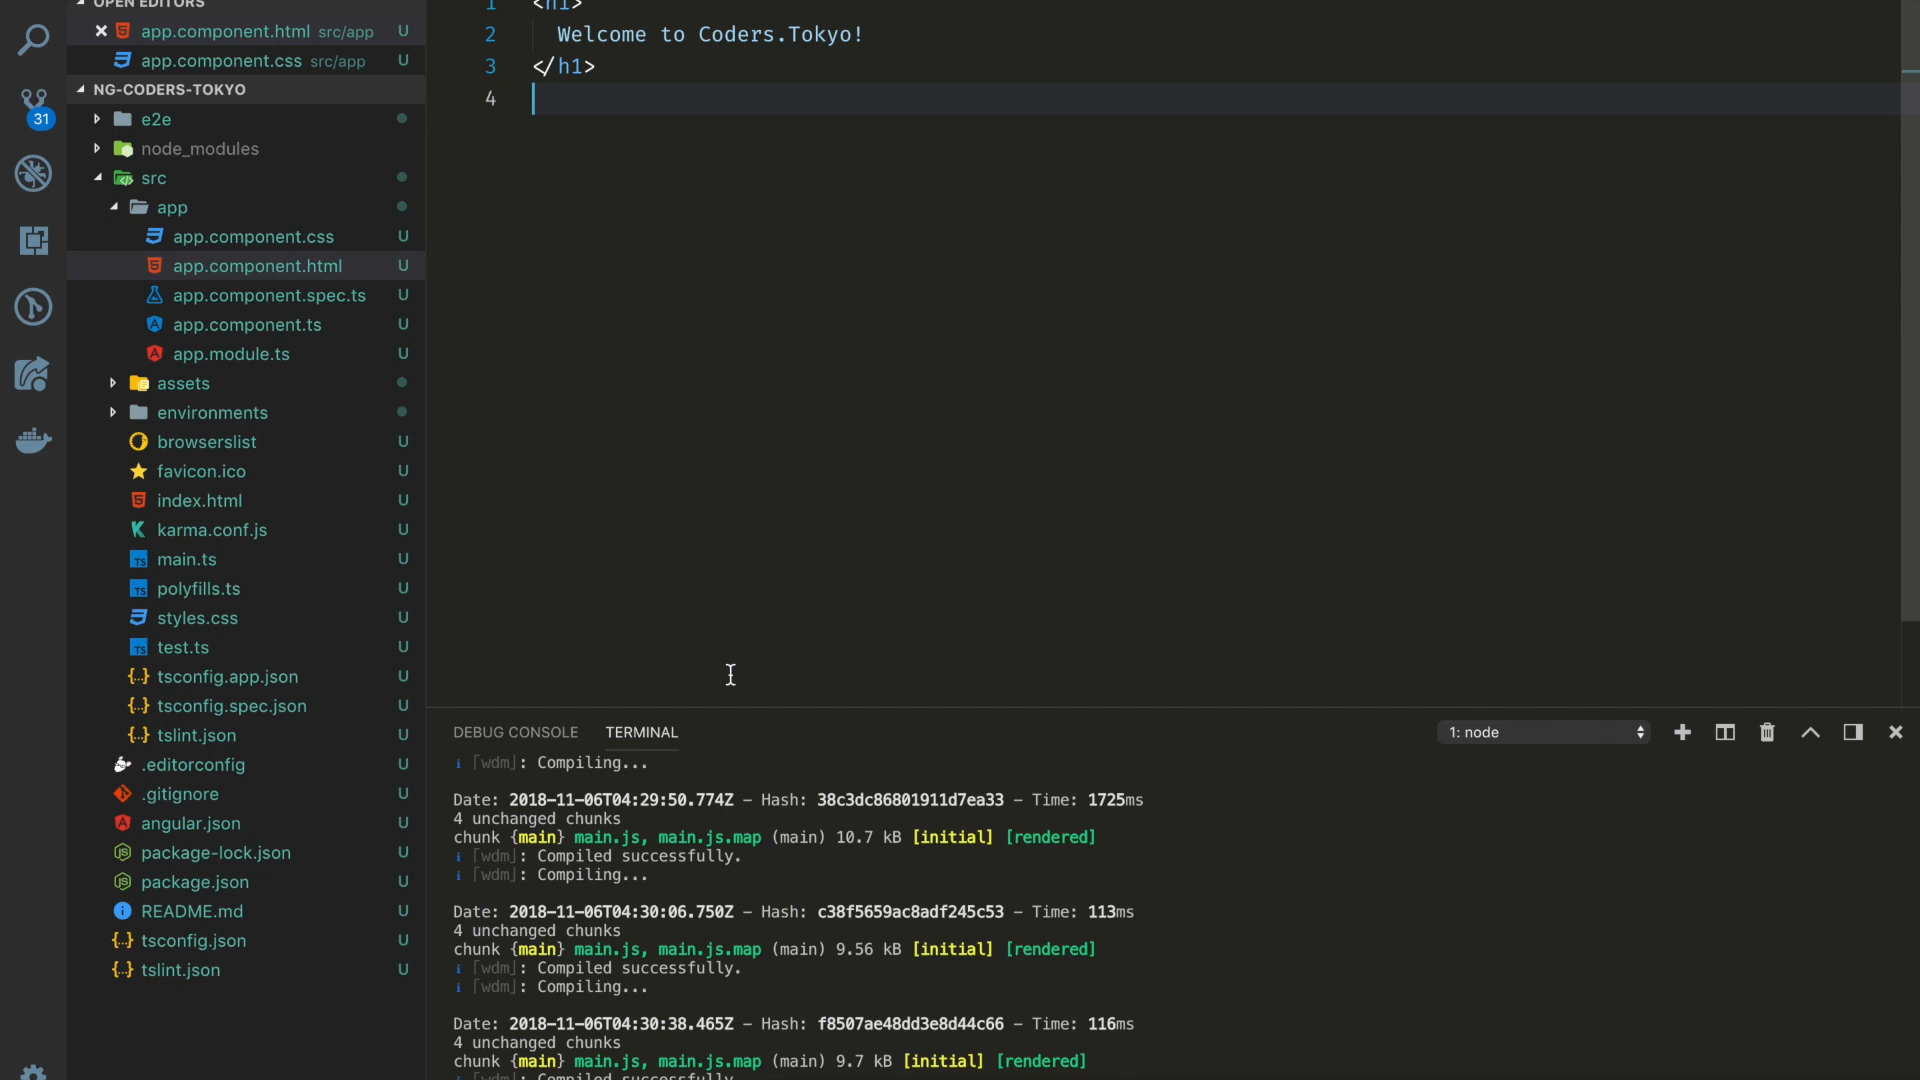 OPEN EDITORS
app.component.html src/app U
app.component.css src/app U
NG-CODERS-TOKYO
31
e2e
node_modules
src
app
app.component.css U
app.component.html U
app.component.spec.ts U
app.component.ts U
app.module.ts U
assets
environments
browserslist U
favicon.ico U
index.html U
karma.conf.js U
main.ts U
polyfills.ts U
styles.css U
test.ts U
tsconfig.app.json U
tsconfig.spec.json U
tslint.json U
.editorconfig U
.gitignore U
angular.json U
package-lock.json U
package.json U
README.md U
tsconfig.json U
tslint.json U
1 <h1>
2 Welcome to Coders.Tokyo!
3 </h1>
4
DEBUG CONSOLE TERMINAL 1: node
i ｢wdm｣: Compiling...
Date: 2018-11-06T04:29:50.774Z - Hash: 38c3dc86801911d7ea33 - Time: 1725ms
4 unchanged chunks
chunk {main} main.js, main.js.map (main) 10.7 kB [initial] [rendered]
i ｢wdm｣: Compiled successfully.
i ｢wdm｣: Compiling...
Date: 2018-11-06T04:30:06.750Z - Hash: c38f5659ac8adf245c53 - Time: 113ms
4 unchanged chunks
chunk {main} main.js, main.js.map (main) 9.56 kB [initial] [rendered]
i ｢wdm｣: Compiled successfully.
i ｢wdm｣: Compiling...
Date: 2018-11-06T04:30:38.465Z - Hash: f8507ae48dd3e8d44c66 - Time: 116ms
4 unchanged chunks
chunk {main} main.js, main.js.map (main) 9.7 kB [initial] [rendered]
i ｢wdm｣: Compiled successfully.